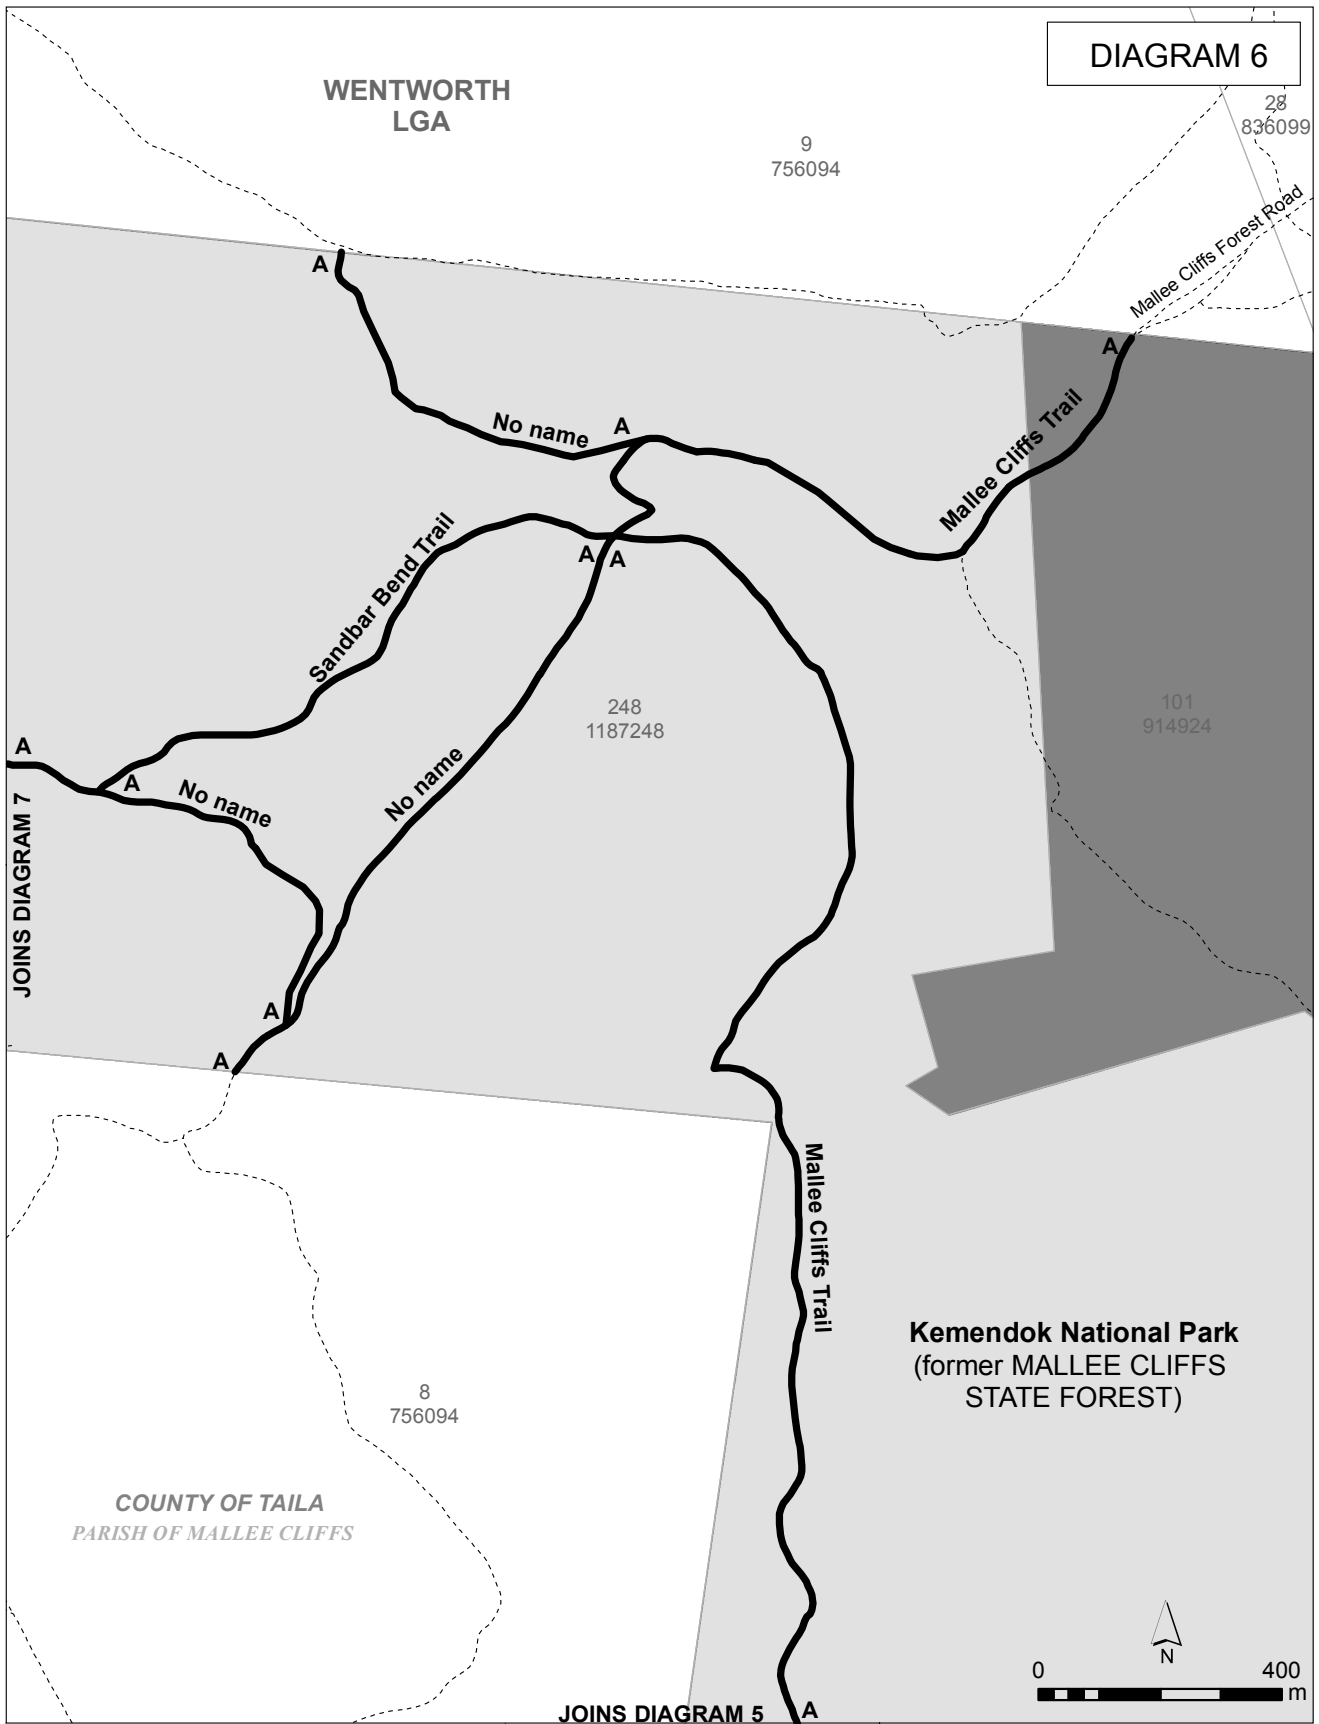 DIAGRAM 6
WENTWORTH
LGA
9
756094
28
836099
Mallee Cliffs Forest Road
A
A
Mallee Cliffs Trail
No name
A
Sandbar Bend Trail
A
A
248
1187248
101
914924
A
A
No name
No name
JOINS DIAGRAM 7
A
A
Mallee Cliffs Trail
Kemendok National Park
(former MALLEE CLIFFS
STATE FOREST)
8
756094
COUNTY OF TAILA
PARISH OF MALLEE CLIFFS
N
0
400
m
JOINS DIAGRAM 5
A